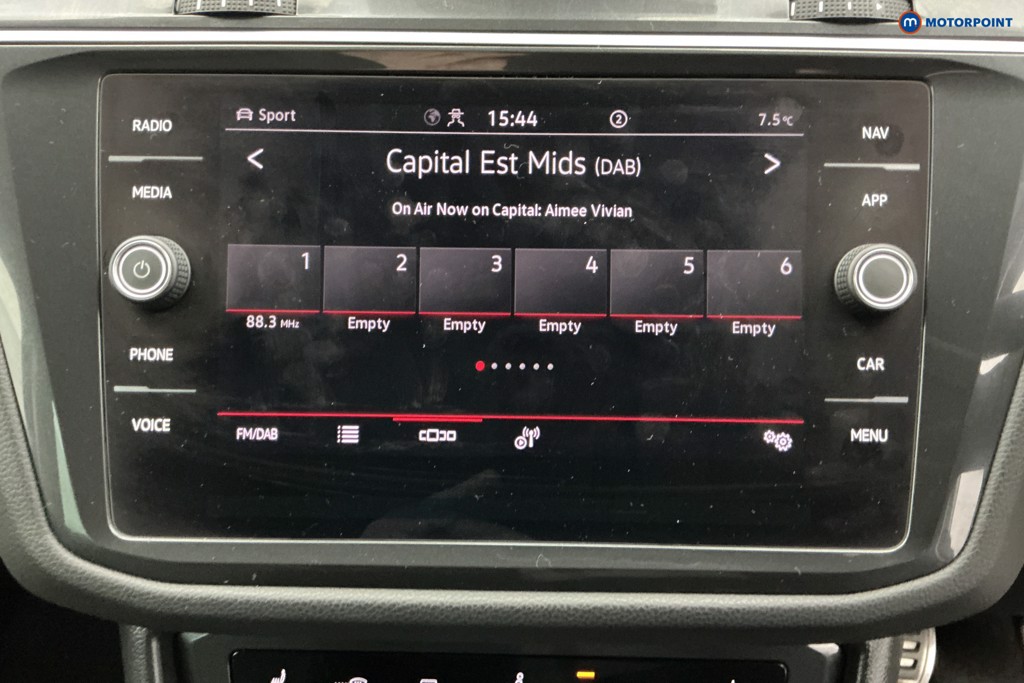 m MOTORPOINT
RADIO
MEDIA
PHONE
VOICE
Sport
15:44
2
7.5°C
< Capital Est Mids (DAB) >
On Air Now on Capital: Aimee Vivian
1 2 3 4 5 6
88.3 MHz Empty Empty Empty Empty Empty
FM/DAB
NAV
APP
CAR
MENU